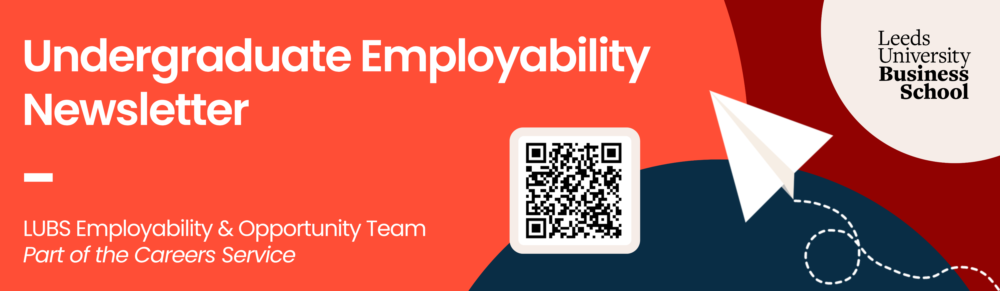 Undergraduate Employability
Newsletter
LUBS Employability & Opportunity Team
Part of the Careers Service
Leeds
University
Business
School